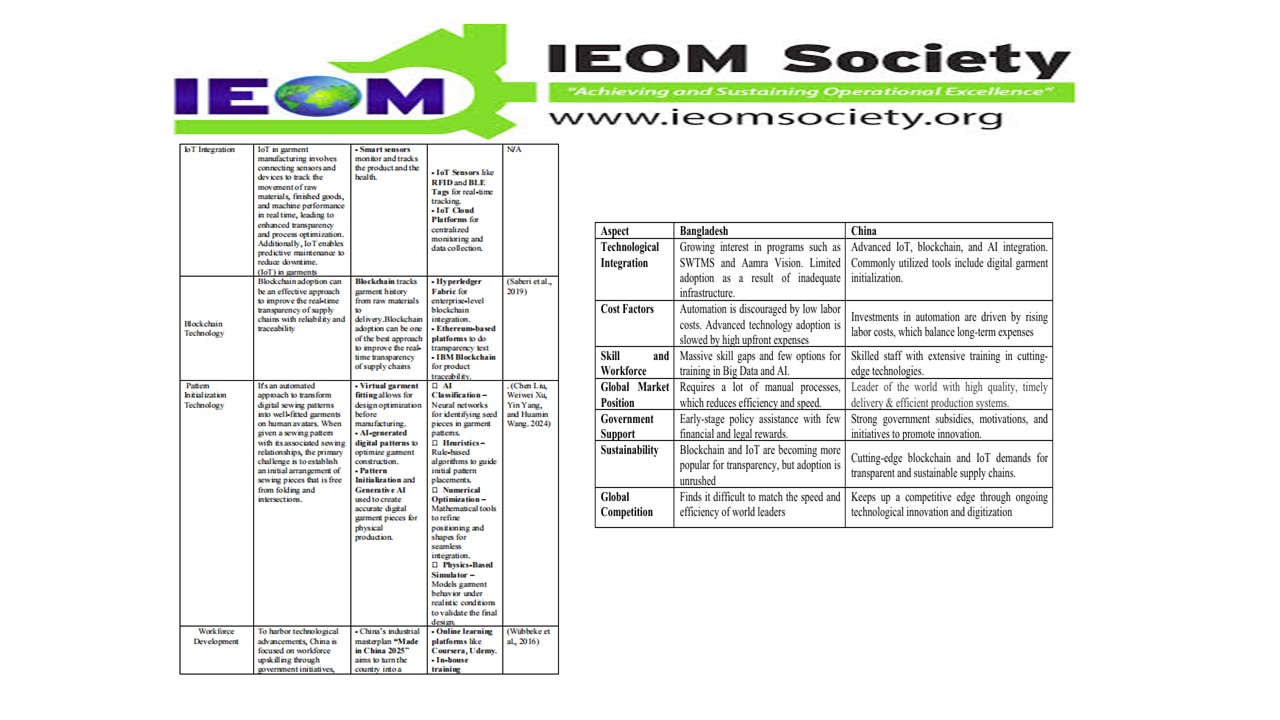 IEOM
IEOM Society
"Achieving and Sustaining Operational Excellence"
www.ieomsociety.org
IoT Integration
IoT in garment
manufacturing involves
connecting sensors and
devices to track the
movement of raw
materials, finished goods,
and machine performance
in real time, leading to
enhanced transparency
and process optimization.
Additionally, IoT enables
predictive maintenance to
reduce downtime.
(IoT) in garments
• Smart sensors
monitor and tracks
the product and the
health.
• IoT Sensors like
RFID and BLE
Tags for real-time
tracking.
• IoT Cloud
Platforms for
centralized
monitoring and
data collection.
N/A
Blockchain
Technology
Blockchain adoption can
be an effective approach
to improve the real-time
transparency of supply
chains with reliability and
traceability
Blockchain tracks
garment history
from raw materials
to
delivery.Blockchain
adoption can be one
of the best approach
to improve the real-
time transparency
of supply chains
• Hyperledger
Fabric for
enterprise-level
blockchain
integration.
• Ethereum-based
platforms to do
transparency test
• IBM Blockchain
for product
traceability.
(Saberi et al.,
2019)
Pattern
Initialization
Technology
It's an automated
approach to transform
digital sewing patterns
into well-fitted garments
on human avatars. When
given a sewing pattern
with its associated sewing
relationships, the primary
challenge is to establish
an initial arrangement of
sewing pieces that is free
from folding and
intersections.
• Virtual garment
fitting allows for
design optimization
before
manufacturing.
• AI-generated
digital patterns to
optimize garment
construction.
• Pattern
Initialization and
Generative AI
used to create
accurate digital
garment pieces for
physical
production.
☐ AI
Classification –
Neural networks
for identifying seed
pieces in garment
patterns.
☐ Heuristics –
Rule-based
algorithms to guide
initial pattern
placements.
☐ Numerical
Optimization –
Mathematical tools
to refine
positioning and
shapes for
seamless
integration.
☐ Physics-Based
Simulator –
Models garment
behavior under
realistic conditions
to validate the final
design.
. (Chen Liu,
Weiwei Xu,
Yin Yang,
and Huamin
Wang, 2024)
Workforce
Development
To harbor technological
advancements, China is
focused on workforce
upskilling through
government initiatives,
• China's industrial
masterplan "Made
in China 2025"
aims to turn the
country into a
• Online learning
platforms like
Coursera, Udemy.
• In-house
training
(Wübbeke et
al., 2016)
Aspect Bangladesh China
Technological
Integration
Growing interest in programs such as
SWTMS and Aamra Vision. Limited
adoption as a result of inadequate
infrastructure.
Advanced IoT, blockchain, and AI integration.
Commonly utilized tools include digital garment
initialization.
Cost Factors
Automation is discouraged by low labor
costs. Advanced technology adoption is
slowed by high upfront expenses
Investments in automation are driven by rising
labor costs, which balance long-term expenses
Skill and
Workforce
Massive skill gaps and few options for
training in Big Data and AI.
Skilled staff with extensive training in cutting-
edge technologies.
Global Market
Position
Requires a lot of manual processes,
which reduces efficiency and speed.
Leader of the world with high quality, timely
delivery & efficient production systems.
Government
Support
Early-stage policy assistance with few
financial and legal rewards.
Strong government subsidies, motivations, and
initiatives to promote innovation.
Sustainability
Blockchain and IoT are becoming more
popular for transparency, but adoption is
unrushed
Cutting-edge blockchain and IoT demands for
transparent and sustainable supply chains.
Global
Competition
Finds it difficult to match the speed and
efficiency of world leaders
Keeps up a competitive edge through ongoing
technological innovation and digitization